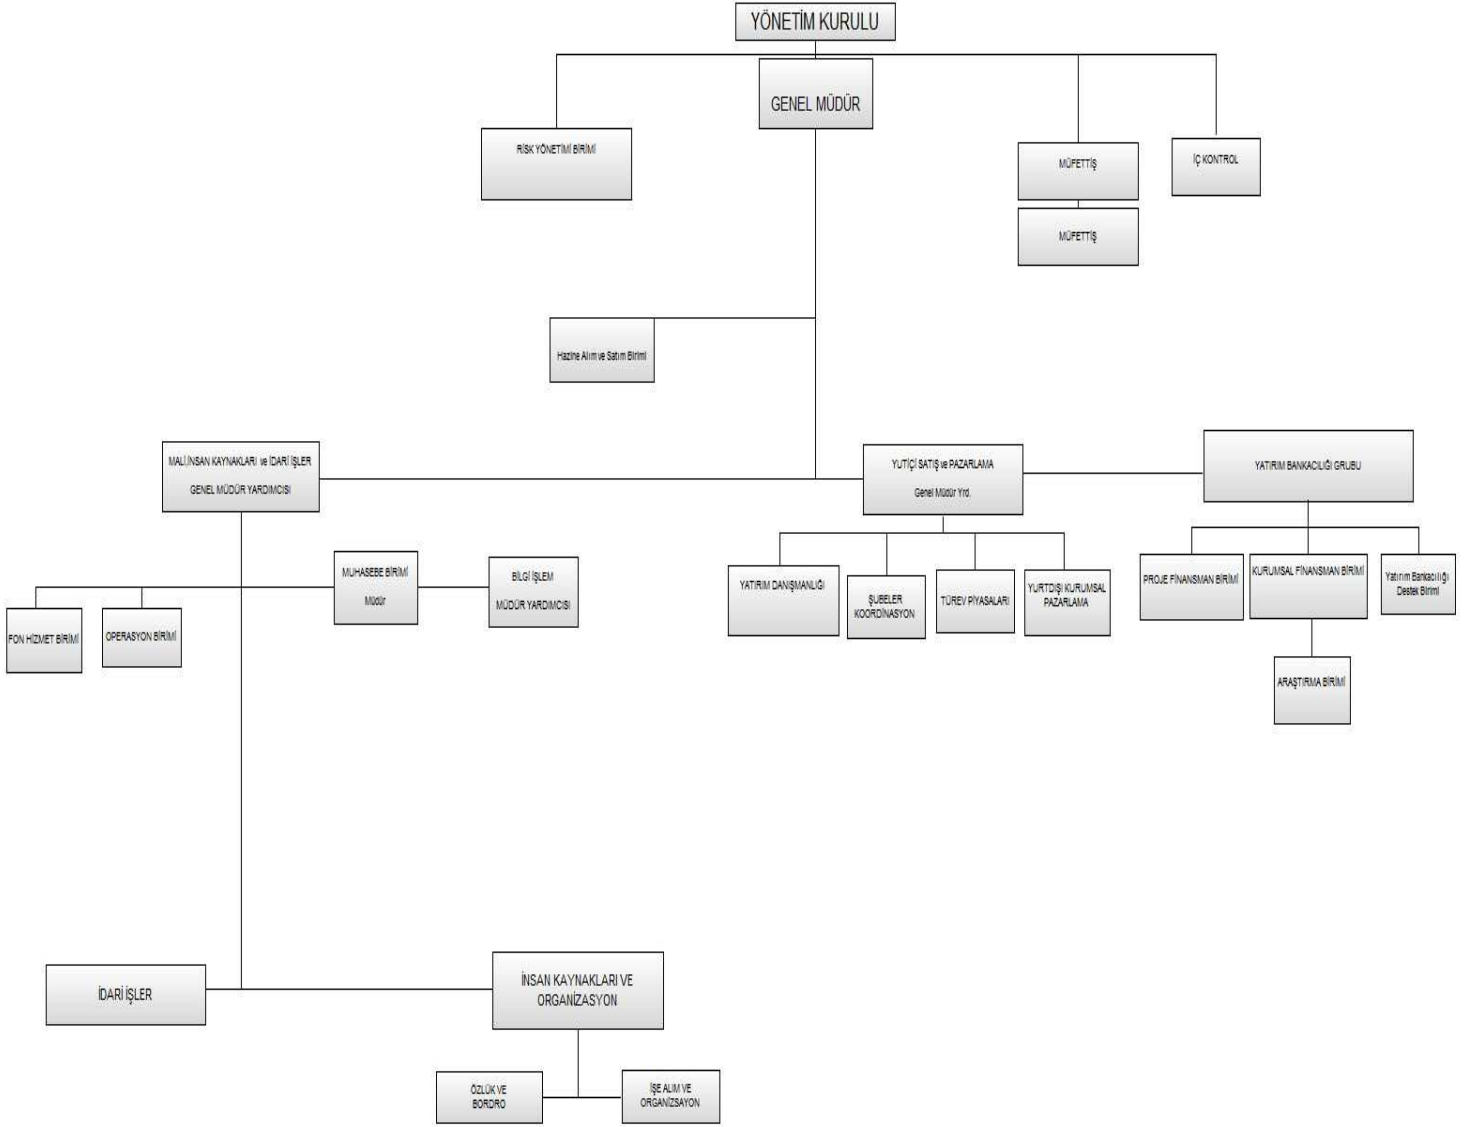 YÖNETİM KURULU
GENEL MÜDÜR
RİSK YÖNETİMİ BİRİMİ
MÜFETTİŞ
İÇ KONTROL
MÜFETTİŞ
Hazine Alım ve Satım Birimi
MALİ,İNSAN KAYNAKLARI ve İDARİ İŞLER
GENEL MÜDÜR YARDIMCISI
YUTİÇİ SATIŞ ve PAZARLAMA
Genel Müdür Yrd.
YATIRIM BANKACILIĞI GRUBU
MUHASEBE BİRİMİ
Müdür
BİLGİ İŞLEM
MÜDÜR YARDIMCISI
FON HİZMET BİRİMİ
OPERASYON BİRİMİ
YATIRIM DANIŞMANLIĞI
ŞUBELER
KOORDİNASYON
TÜREV PİYASALARI
YURTDIŞI KURUMSAL
PAZARLAMA
PROJE FİNANSMAN BİRİMİ
KURUMSAL FİNANSMAN BİRİMİ
Yatırım Bankacılığı
Destek Birimi
ARAŞTIRMA BİRİMİ
İDARİ İŞLER
İNSAN KAYNAKLARI VE
ORGANİZASYON
ÖZLÜK VE
BORDRO
İŞE ALIM VE
ORGANİZSAYON